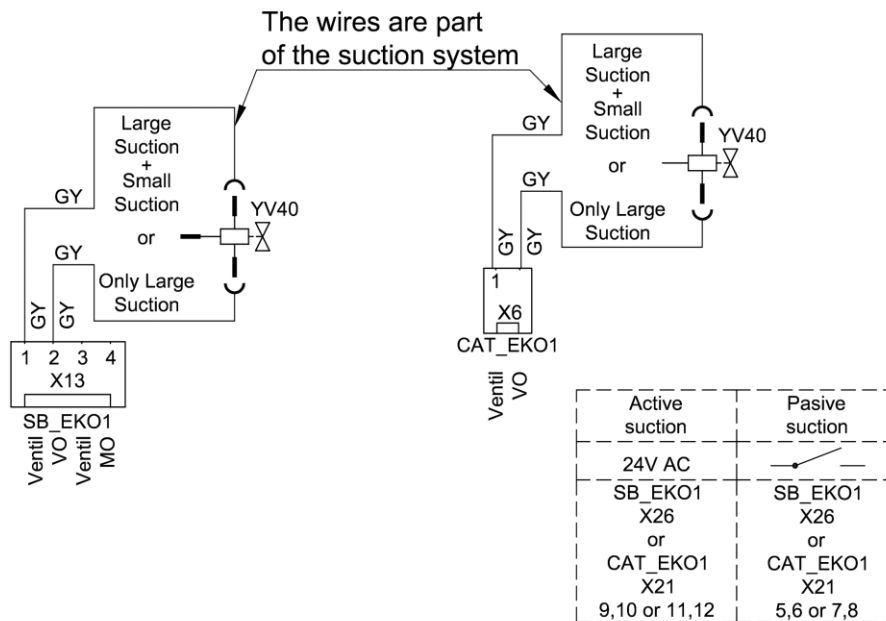 The wires are part
of the suction system
Large
Suction
+
Small
Suction
or
Only Large
Suction
GY
GY
GY
GY
YV40
1 2 3 4
X13
SB_EKO1
Ventil
VO
Ventil
MO
Large
Suction
+
Small
Suction
or
Only Large
Suction
GY
GY
GY
GY
YV40
1
X6
CAT_EKO1
Ventil
VO
Active
suction
24V AC
SB_EKO1
X26
or
CAT_EKO1
X21
9,10 or 11,12
Pasive
suction
SB_EKO1
X26
or
CAT_EKO1
X21
5,6 or 7,8